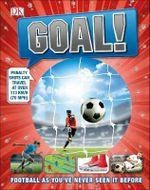 DK
GOAL!
PENALTY
SHOTS CAN
TRAVEL
AT OVER
113 KM/H
(70 MPH)
FOOTBALL AS YOU'VE NEVER SEEN IT BEFORE